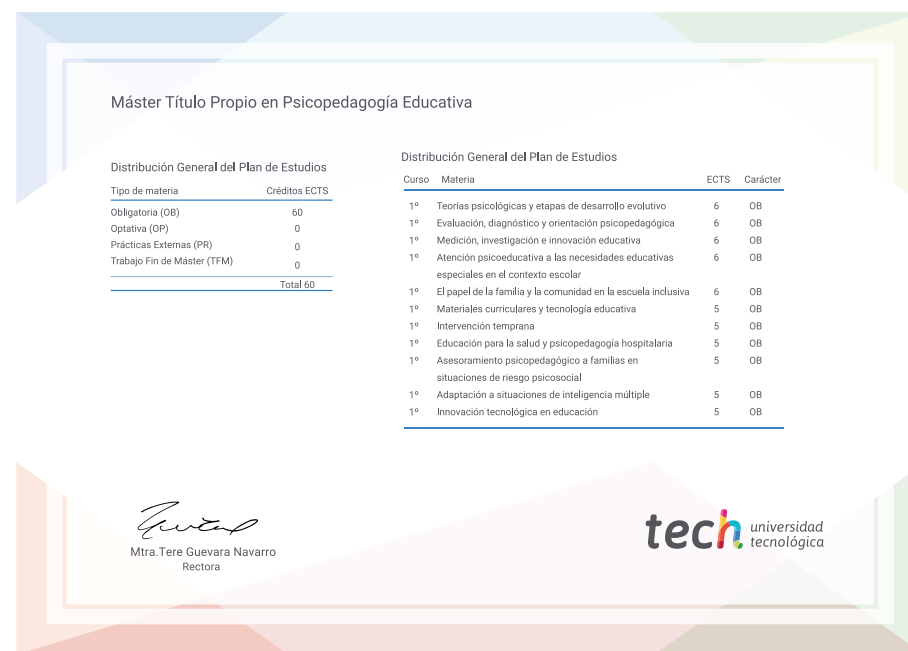 Máster Título Propio en Psicopedagogía Educativa
Distribución General del Plan de Estudios
Tipo de materia Créditos ECTS
Obligatoria (OB) 60
Optativa (OP) 0
Prácticas Externas (PR) 0
Trabajo Fin de Máster (TFM) 0
Total 60
Distribución General del Plan de Estudios
Curso Materia ECTS Carácter
1º Teorías psicológicas y etapas de desarrollo evolutivo 6 OB
1º Evaluación, diagnóstico y orientación psicopedagógica 6 OB
1º Medición, investigación e innovación educativa 6 OB
1º Atención psicoeducativa a las necesidades educativas 6 OB
especiales en el contexto escolar
1º El papel de la familia y la comunidad en la escuela inclusiva 6 OB
1º Materiales curriculares y tecnología educativa 5 OB
1º Intervención temprana 5 OB
1º Educación para la salud y psicopedagogía hospitalaria 5 OB
1º Asesoramiento psicopedagógico a familias en 5 OB
situaciones de riesgo psicosocial
1º Adaptación a situaciones de inteligencia múltiple 5 OB
1º Innovación tecnológica en educación 5 OB
Mtra.Tere Guevara Navarro
Rectora
tech universidad
tecnológica